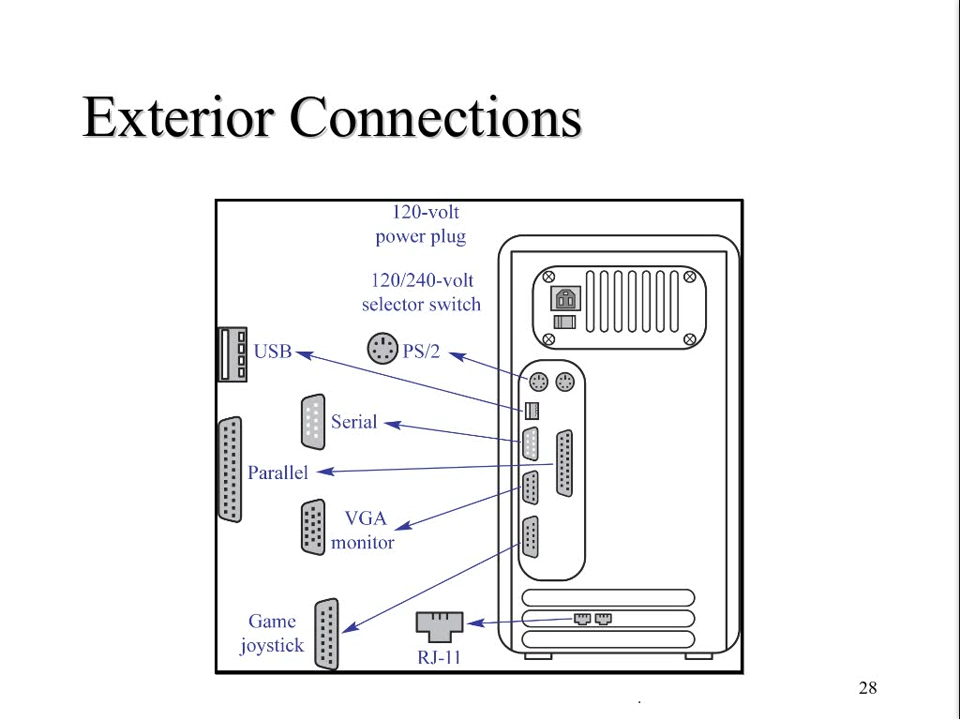 Exterior Connections
120-volt
power plug
120/240-volt
selector switch
USB
PS/2
Serial
Parallel
VGA
monitor
Game
joystick
RJ-11
28